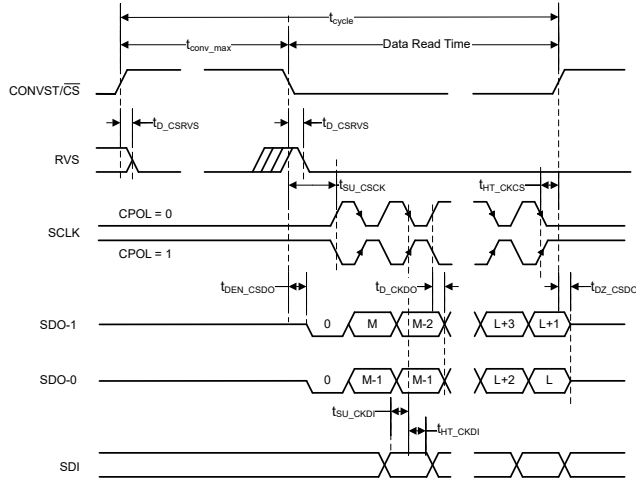 tcycle
tconv_max
Data Read Time
CONVST/CS
tD_CSRVS
tD_CSRVS
RVS
tSU_CSCK
tHT_CKCS
CPOL = 0
SCLK
CPOL = 1
tDEN_CSDO
tD_CKDO
tDZ_CSDO
SDO-1
0
M
M-2
L+3
L+1
SDO-0
0
M-1
M-1
L+2
L
tSU_CKDI
tHT_CKDI
SDI